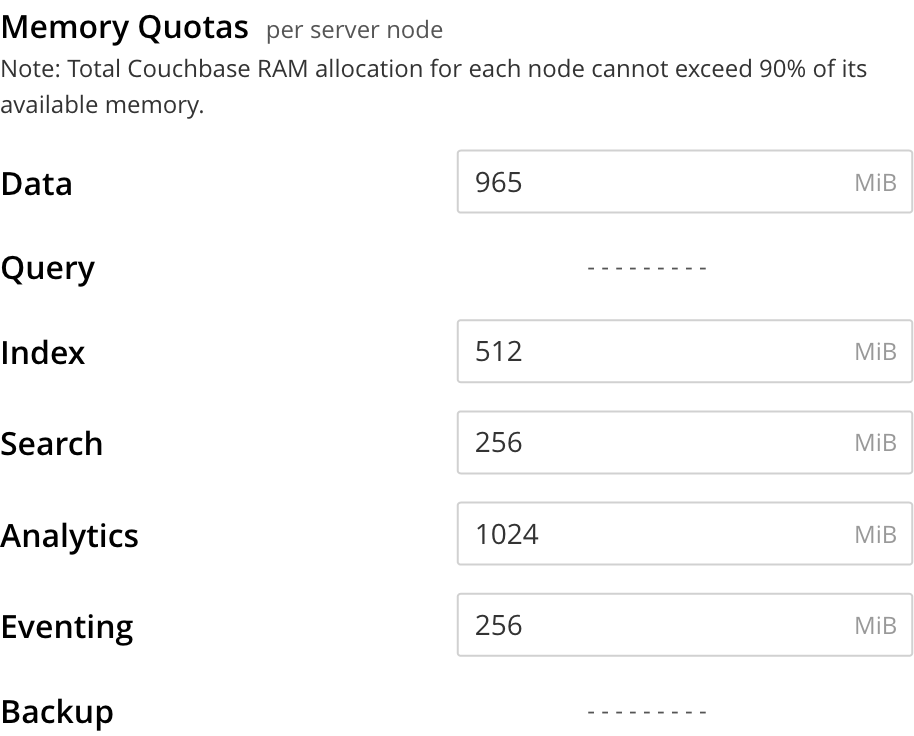 Memory Quotas per server node
Note: Total Couchbase RAM allocation for each node cannot exceed 90% of its
available memory.
Data 965 MiB
Query ---------
Index 512 MiB
Search 256 MiB
Analytics 1024 MiB
Eventing 256 MiB
Backup ---------